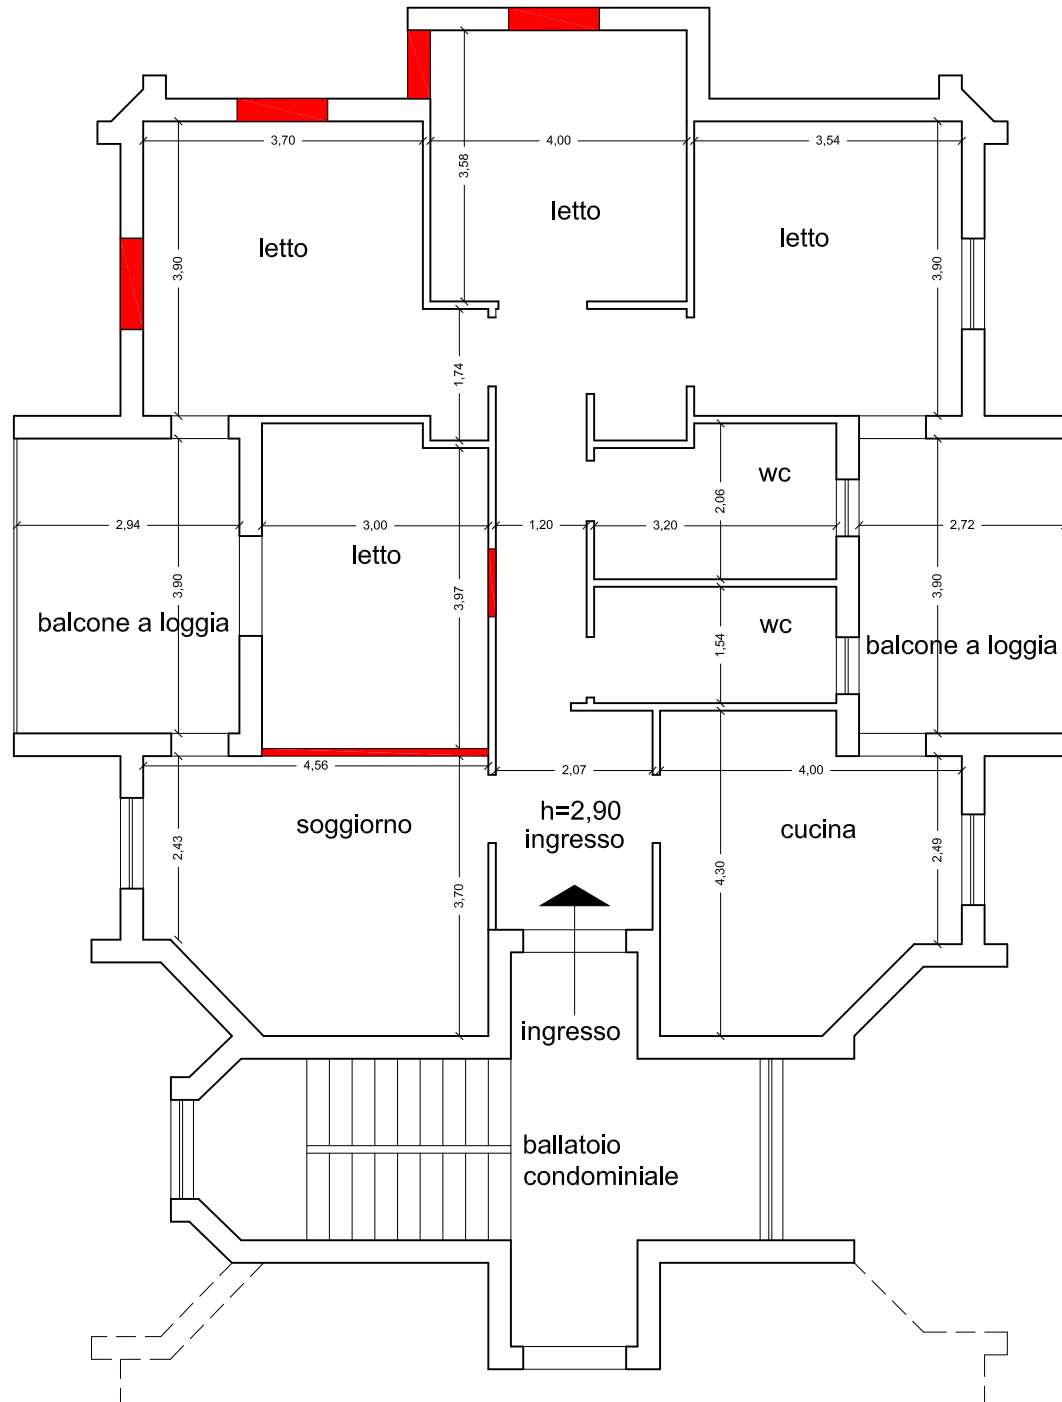 3,70
4,00
3,54
3,58
letto
letto
letto
3,90
3,90
1,74
wc
2,06
2,94
3,00
1,20
3,20
2,72
letto
3,90
3,97
3,90
balcone a loggia
wc
1,54
balcone a loggia
4,56
2,07
4,00
h=2,90
ingresso
soggiorno
cucina
2,43
2,49
3,70
4,30
ingresso
ballatoio
condominiale